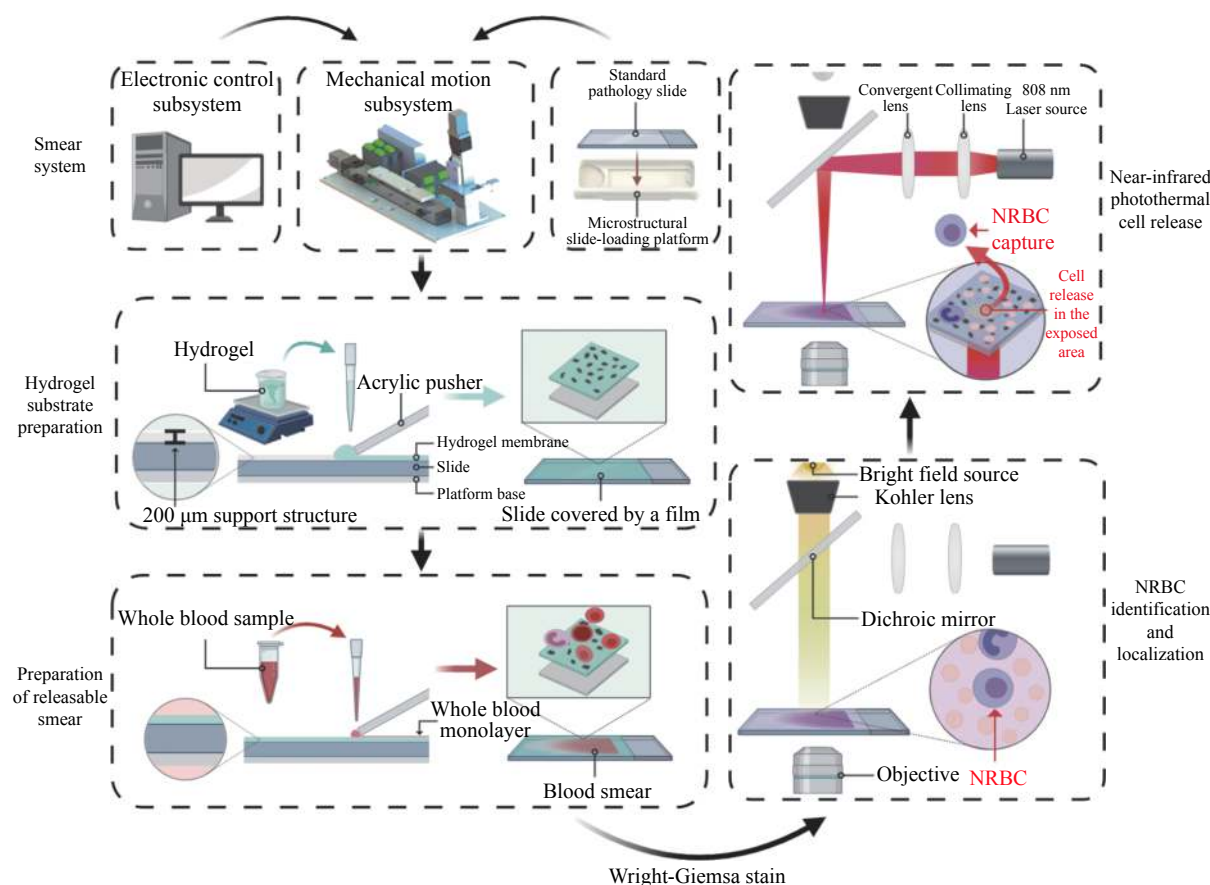 Smear
system
Electronic control
subsystem
Mechanical motion
subsystem
Standard
pathology slide
Microstructural
slide-loading platform
Hydrogel
substrate
preparation
Hydrogel
Acrylic pusher
Hydrogel membrane
Slide
Platform base
200 μm support structure
Slide covered by a film
Preparation
of releasable
smear
Whole blood sample
Whole blood
monolayer
Blood smear
Wright-Giemsa stain
Bright field source
Kohler lens
Dichroic mirror
Objective
NRBC
NRBC
identification and
localization
Convergent
lens
Collimating
lens
808 nm
Laser source
NRBC
capture
Cell
release
in the
exposed
area
Near-infrared
photothermal
cell release